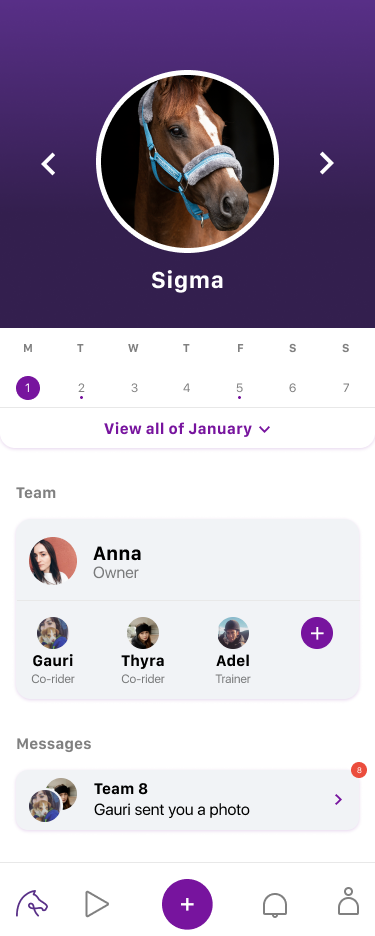 Sigma
M T W T F S S
1 2 3 4 5 6 7
View all of January
Team
Anna
Owner
Gauri Thyra Adel
Co-rider Co-rider Trainer
Messages
8
Team 8
Gauri sent you a photo